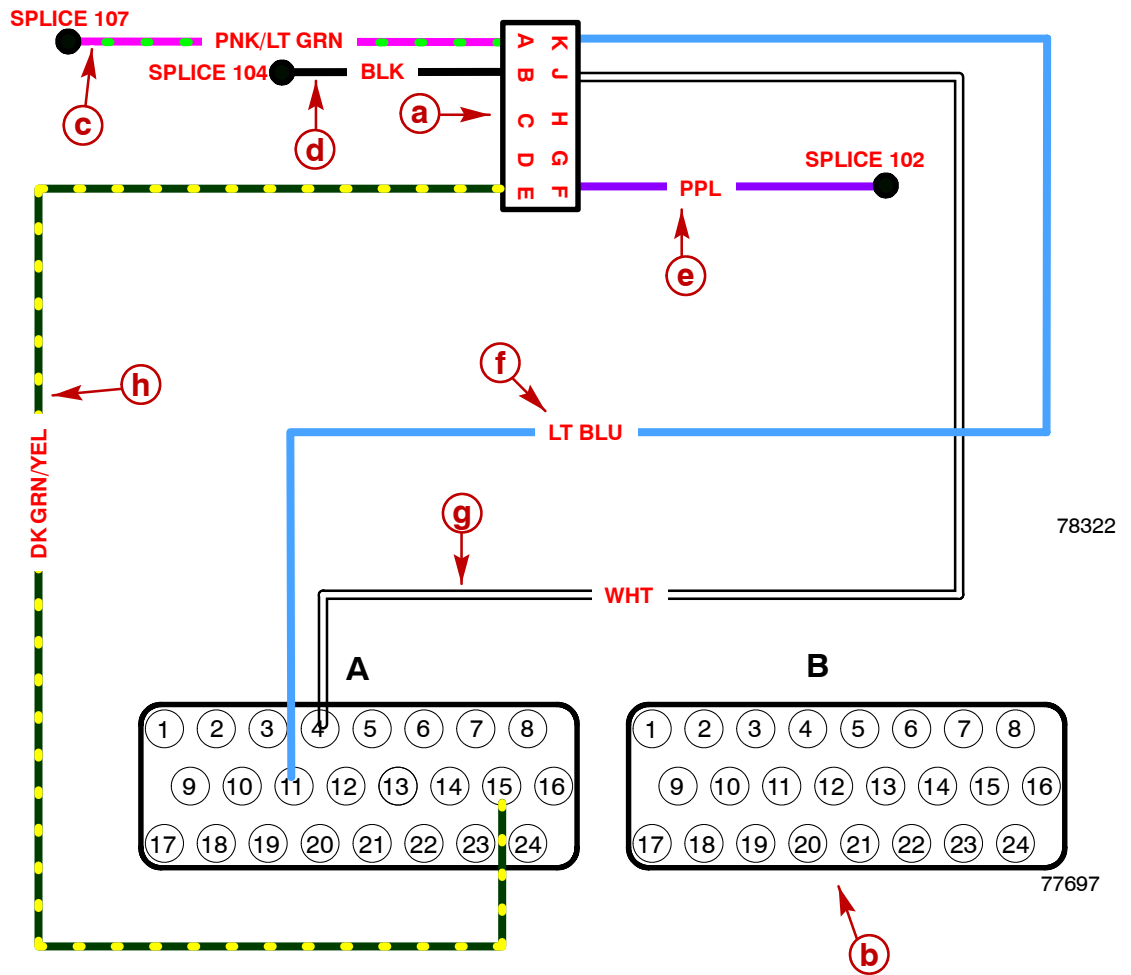 SPLICE 107
PNK/LT GRN
SPLICE 104
BLK
A K
B J
C H
D G
E F
a
c
d
SPLICE 102
PPL
e
f
h
LT BLU
DK GRN/YEL
g
78322
WHT
A
B
1 2 3 4 5 6 7 8
9 10 11 12 13 14 15 16
17 18 19 20 21 22 23 24
1 2 3 4 5 6 7 8
9 10 11 12 13 14 15 16
17 18 19 20 21 22 23 24
77697
b